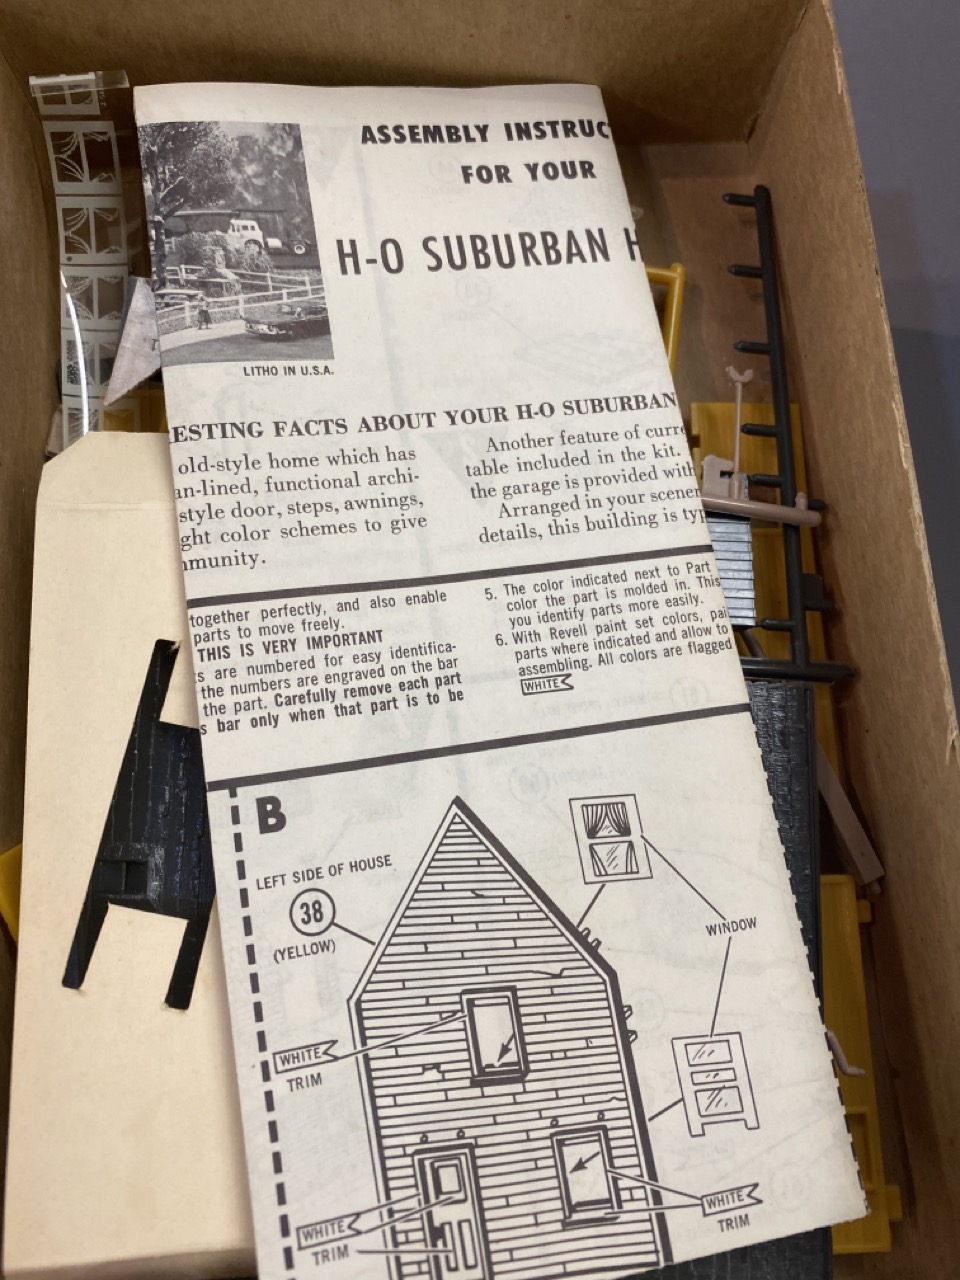 ASSEMBLY INSTRUC
FOR YOUR
H-O SUBURBAN H
LITHO IN U.S.A.
ESTING FACTS ABOUT YOUR H-O SUBURBAN
old-style home which has
an-lined, functional archi-
style door, steps, awnings,
ght color schemes to give
munity.
Another feature of curre
table included in the kit.
the garage is provided with
Arranged in your scener
details, this building is typ
ogether perfectly, and also enable
parts to move freely.
THIS IS VERY IMPORTANT
s are numbered for easy identifica-
the numbers are engraved on the bar
the part. Carefully remove each part
s bar only when that part is to be
5. The color indicated next to Part
color the part is molded in. This
you identify parts more easily.
6. With Revell paint set colors, pai
parts where indicated and allow to
assembling. All colors are flagged
WHITE
B
LEFT SIDE OF HOUSE
38
(YELLOW)
WINDOW
WHITE
TRIM
WHITE
TRIM
WHITE
TRIM